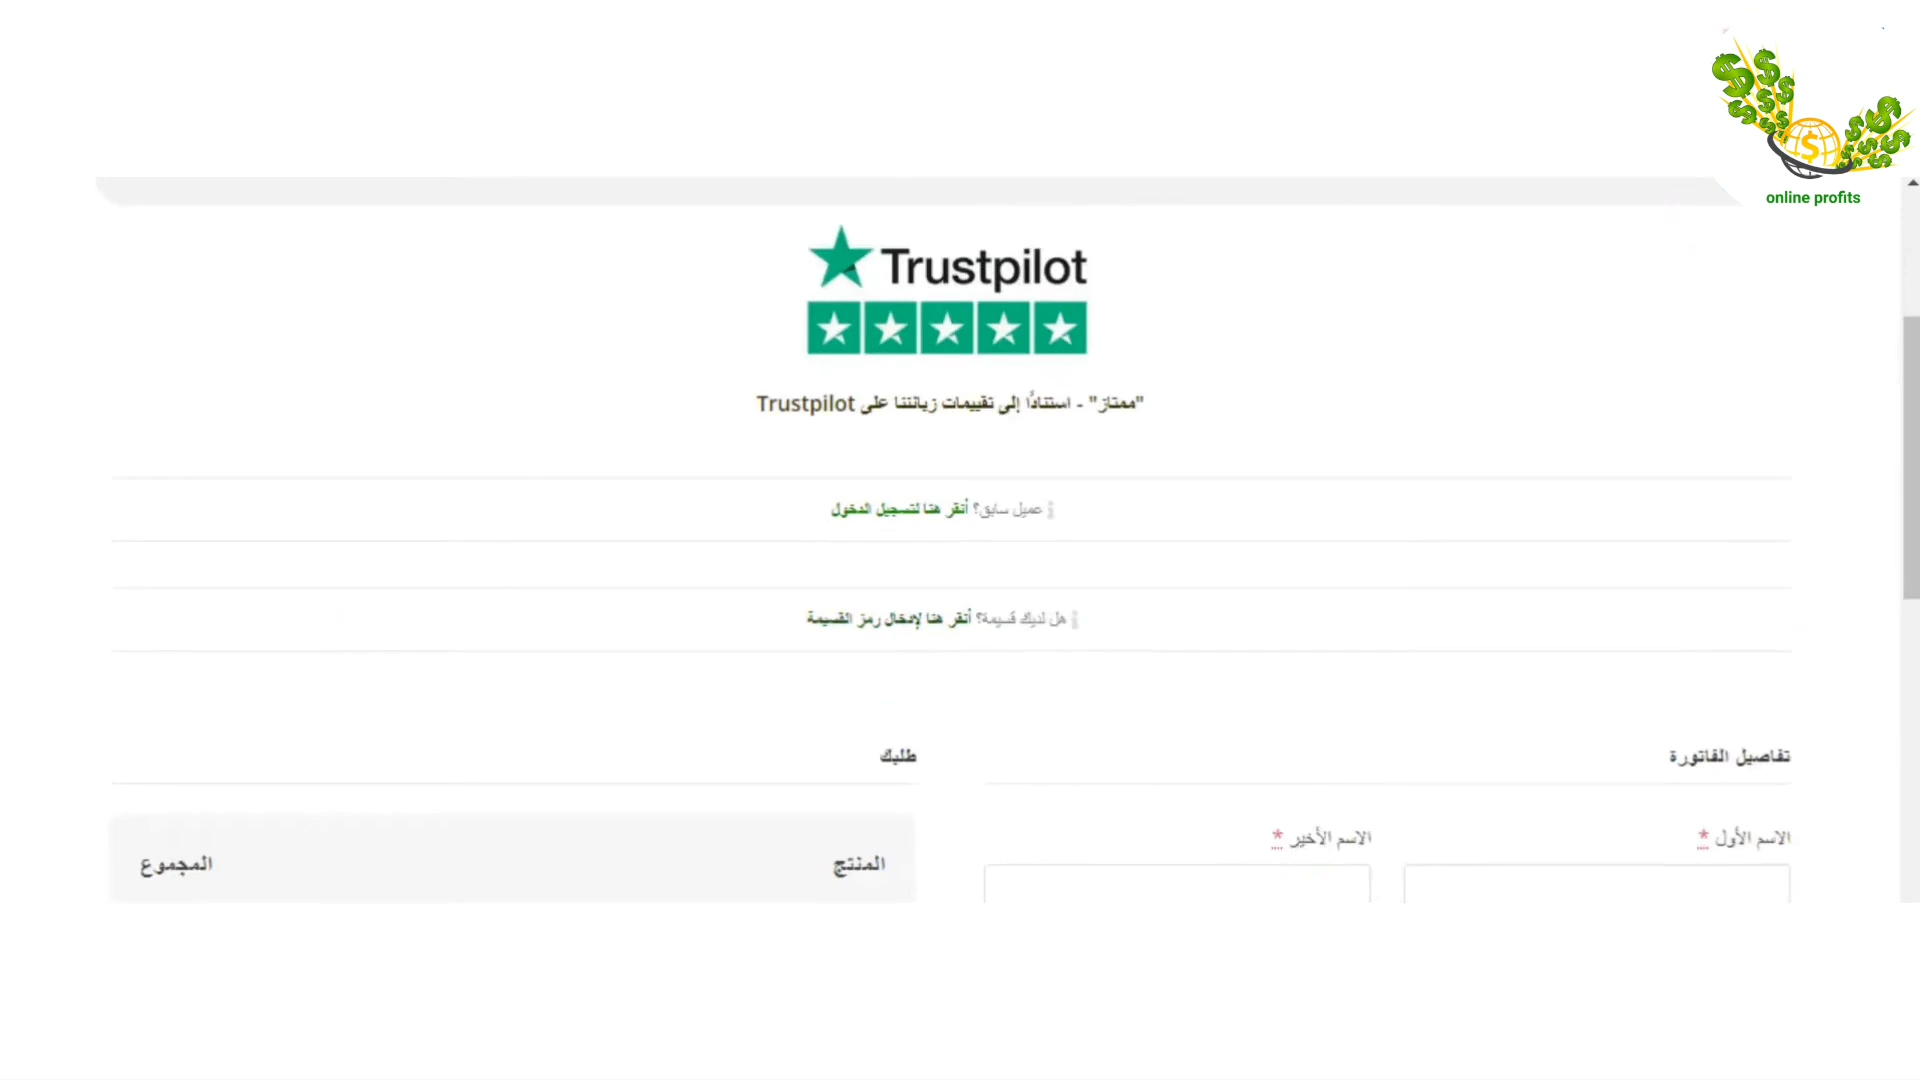 online profits
Trustpilot
"ممتاز" - استنادًا إلى تقييمات زبائننا على Trustpilot
عميل سابق؟ أنقر هنا لتسجيل الدخول
هل لديك قسيمة؟ أنقر هنا لإدخال رمز القسيمة
تفاصيل الفاتورة
الاسم الأول *
الاسم الأخير *
طلبك
المنتج المجموع